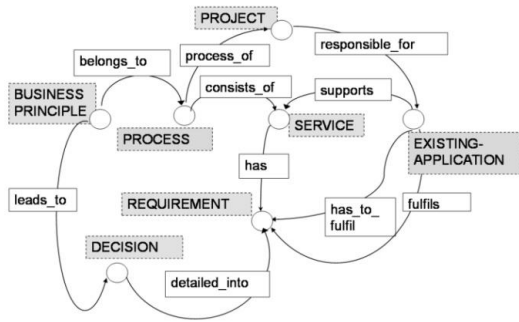 PROJECT
belongs_to
process_of
responsible_for
BUSINESS
PRINCIPLE
consists_of
supports
PROCESS
SERVICE
EXISTING-
APPLICATION
has
leads_to
REQUIREMENT
has_to_
fulfil
fulfils
DECISION
detailed_into